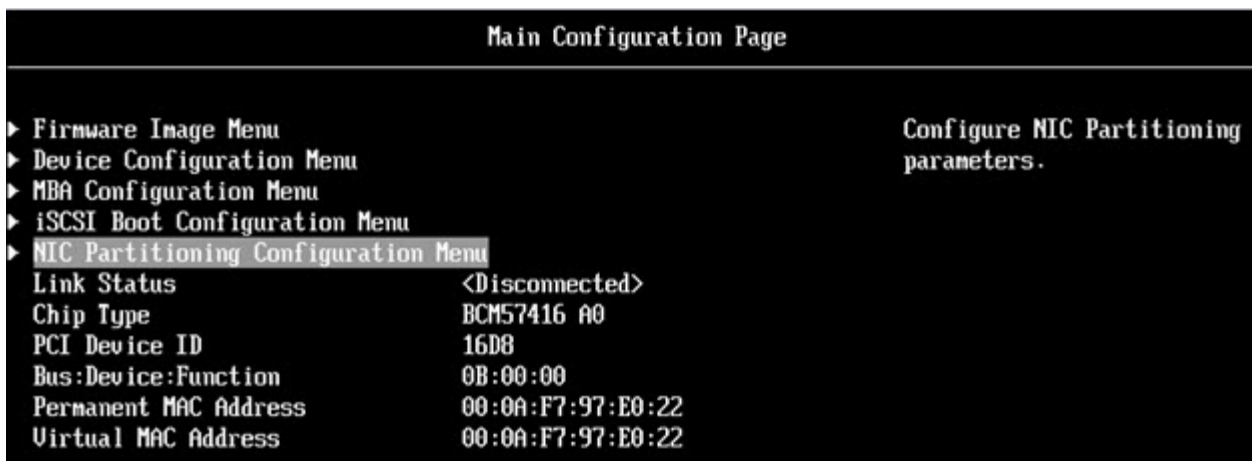 Main Configuration Page
Firmware Image Menu
Device Configuration Menu
MBA Configuration Menu
iSCSI Boot Configuration Menu
NIC Partitioning Configuration Menu
Link Status <Disconnected>
Chip Type BCM57416 A0
PCI Device ID 16D8
Bus:Device:Function 0B:00:00
Permanent MAC Address 00:0A:F7:97:E0:22
Virtual MAC Address 00:0A:F7:97:E0:22
Configure NIC Partitioning
parameters.